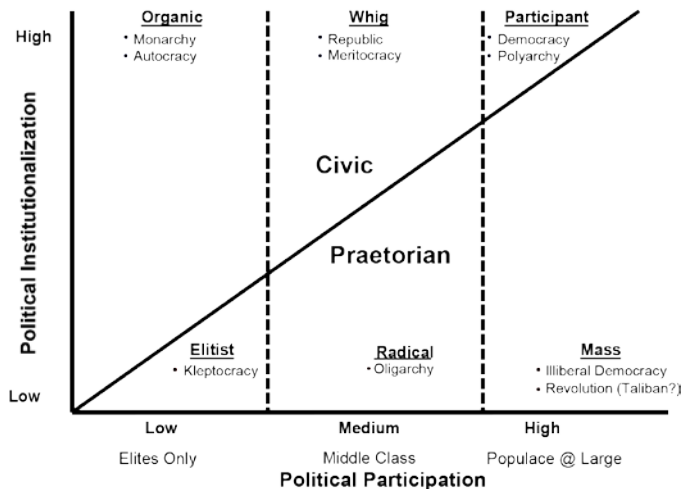 Organic Whig Participant
High • Monarchy • Republic • Democracy
• Autocracy • Meritocracy • Polyarchy
Political Institutionalization
Civic
Praetorian
Elitist Radical Mass
• Kleptocracy •Oligarchy • Illiberal Democracy
Low • Revolution (Taliban?)
Low Medium High
Elites Only Middle Class Populace @ Large
Political Participation